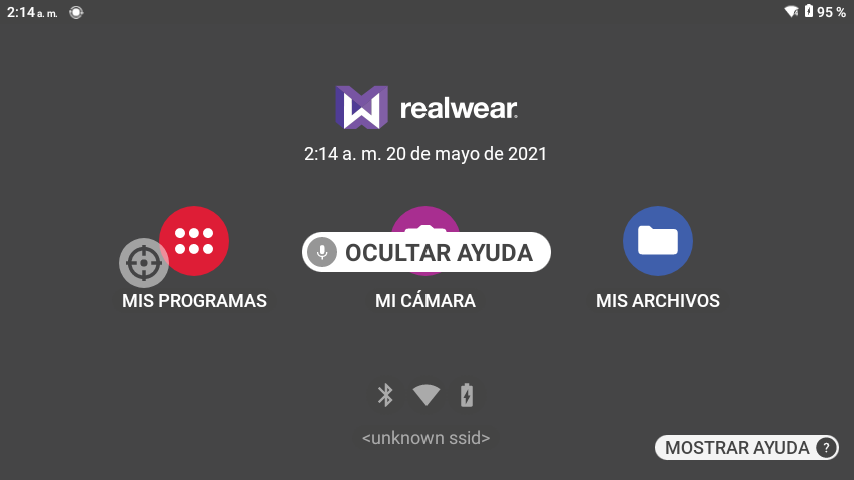 2:14 a. m.
95 %
realwear
2:14 a. m. 20 de mayo de 2021
OCULTAR AYUDA
MIS PROGRAMAS
MI CÁMARA
MIS ARCHIVOS
<unknown ssid>
MOSTRAR AYUDA ?